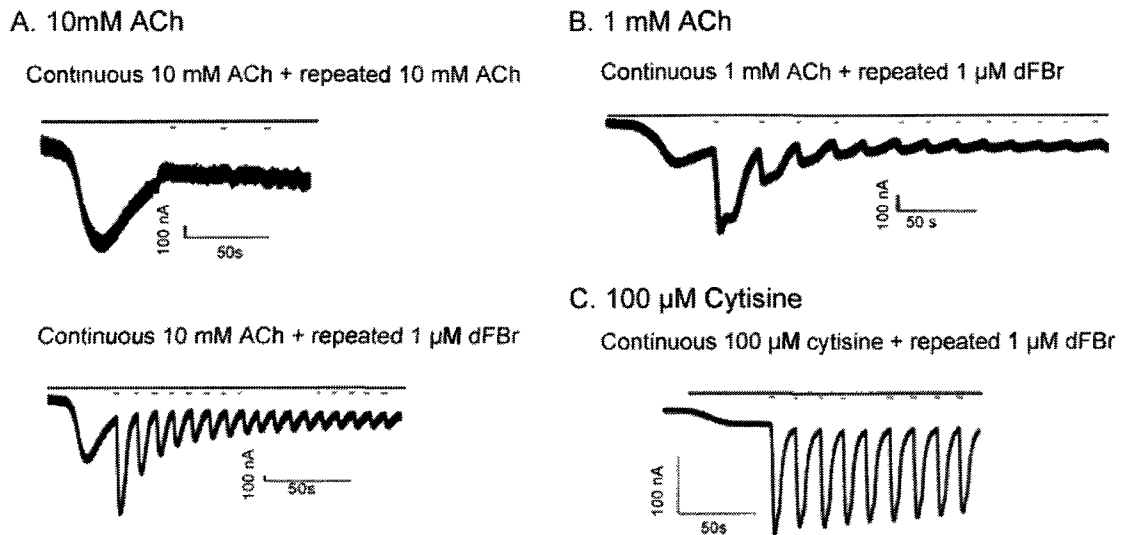 A. 10mM ACh
Continuous 10 mM ACh + repeated 10 mM ACh
100 nA
50s
Continuous 10 mM ACh + repeated 1 µM dFBr
100 nA
50s
B. 1 mM ACh
Continuous 1 mM ACh + repeated 1 µM dFBr
100 nA
50 s
C. 100 µM Cytisine
Continuous 100 µM cytisine + repeated 1 µM dFBr
100 nA
50s